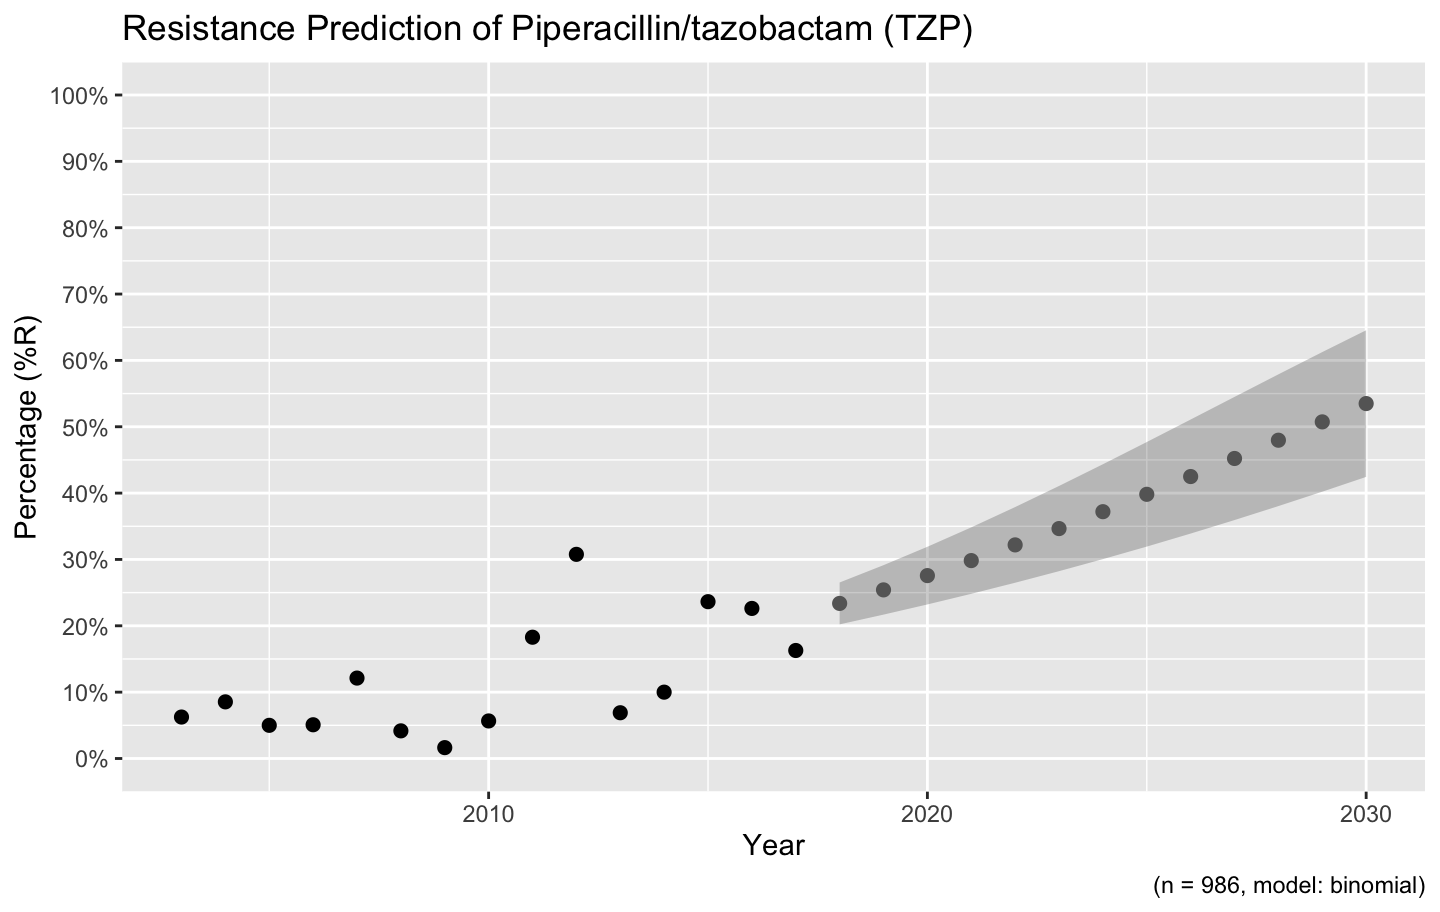 Resistance Prediction of Piperacillin/tazobactam (TZP)
Percentage (%R)
100%
90%
80%
70%
60%
50%
40%
30%
20%
10%
0%
2010 2020 2030
Year
(n = 986, model: binomial)